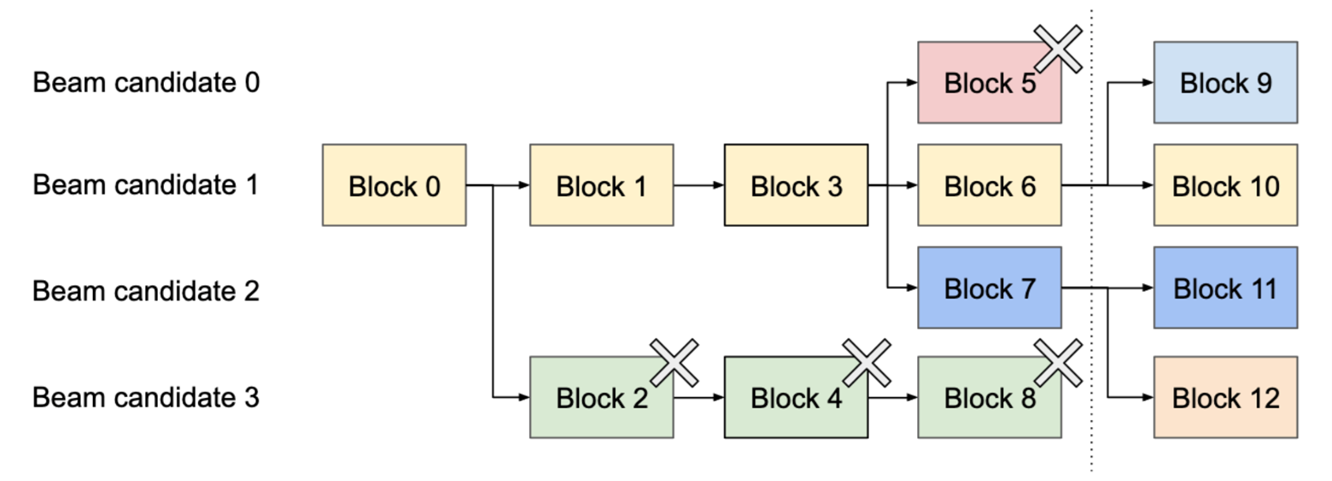 Beam candidate 0
Block 5
Block 9
Beam candidate 1
Block 0
Block 1
Block 3
Block 6
Block 10
Beam candidate 2
Block 7
Block 11
Beam candidate 3
Block 2
Block 4
Block 8
Block 12